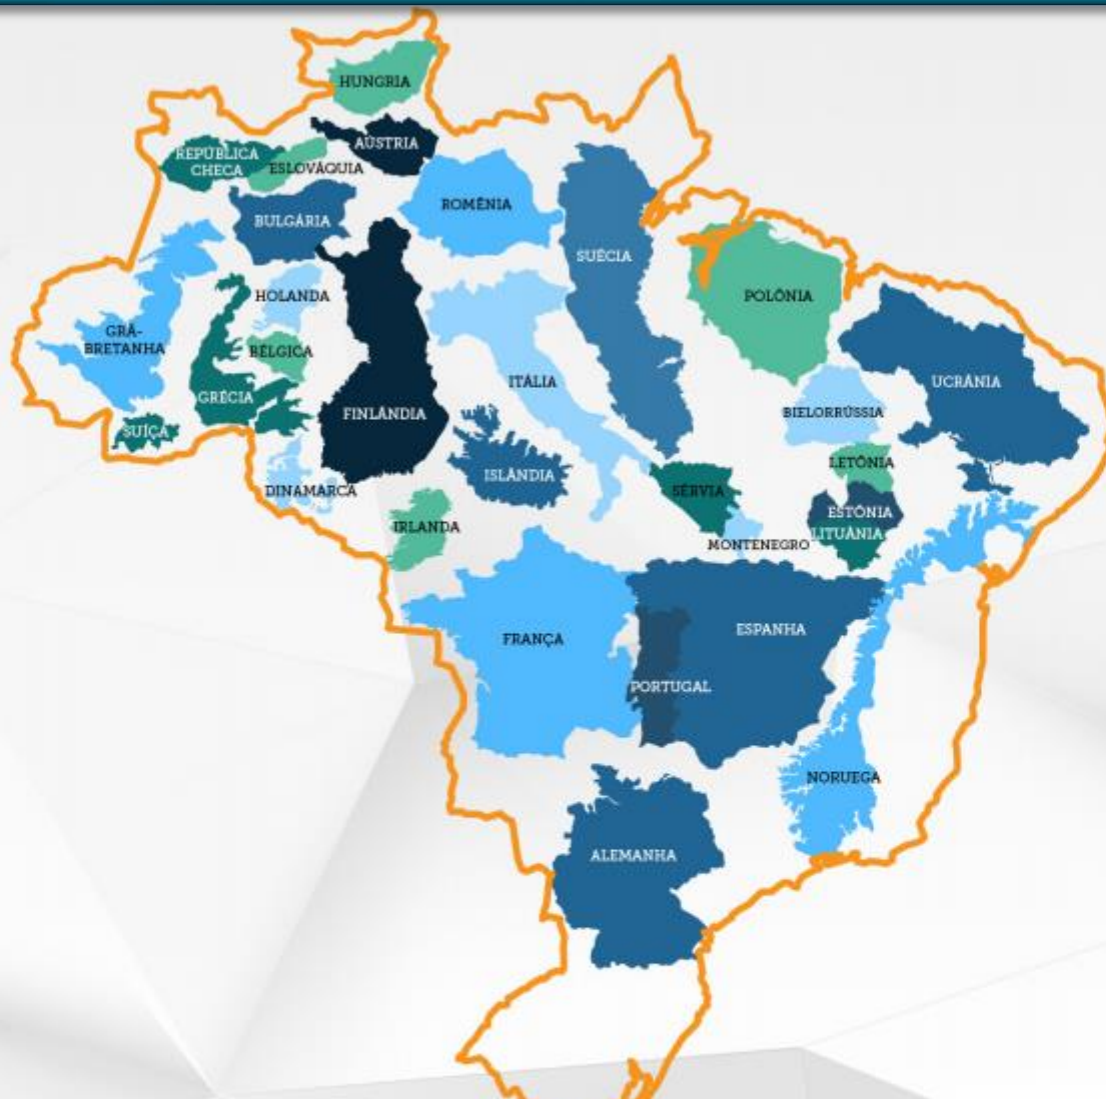 HUNGRIA
AÚSTRIA
REPÚBLICA
CHECA
ESLOVÁQUIA
ROMÊNIA
BULGÁRIA
SUÉCIA
HOLANDA
POLÔNIA
GRÃ-
BRETANHA
BÉLGICA
ITÁLIA
UCRÂNIA
GRÉCIA
FINLÂNDIA
BIELORRÚSSIA
SUÍÇA
LETÔNIA
ISLÂNDIA
DINAMARCA
SÉRVIA
ESTÔNIA
IRLANDA
LITUÂNIA
MONTENEGRO
FRANÇA
ESPANHA
PORTUGAL
NORUEGA
ALEMANHA